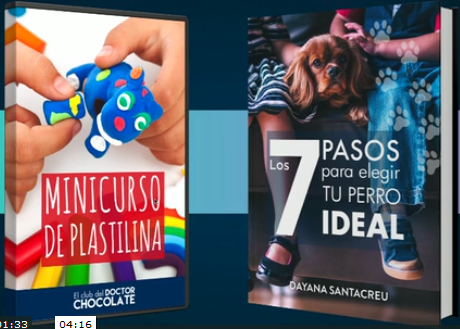 MINICURSO
DE PLASTILINA
El club del DOCTOR
CHOCOLATE
Los 7 PASOS
para elegir
TU PERRO
IDEAL
DAYANA SANTACREU
01:33
04:16